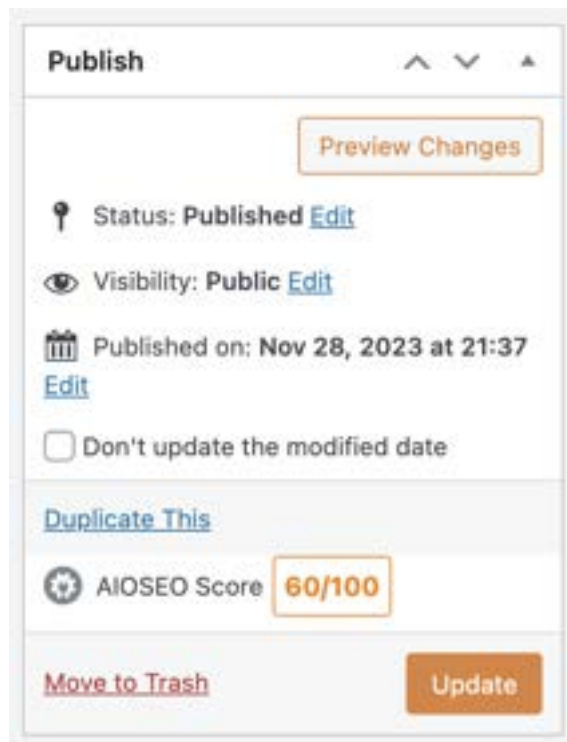 Publish
Preview Changes
Status: Published Edit
Visibility: Public Edit
Published on: Nov 28, 2023 at 21:37
Edit
Don't update the modified date
Duplicate This
AIOSEO Score 60/100
Move to Trash
Update